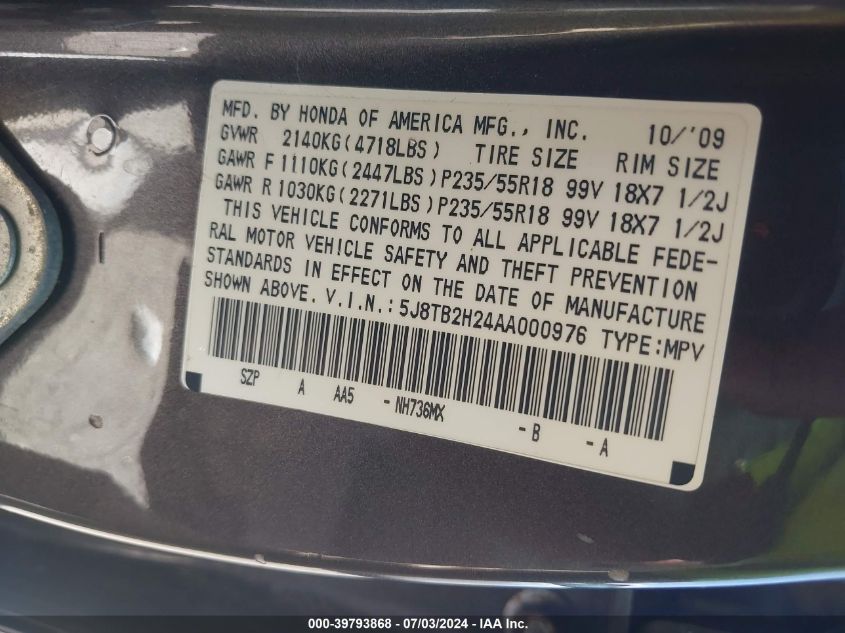 MFD. BY HONDA OF AMERICA MFG., INC. 10/'09
GVWR 2140KG(4718LBS) TIRE SIZE RIM SIZE
GAWR F 1110KG(2447LBS)P235/55R18 99V 18X7 1/2J
GAWR R 1030KG(2271LBS)P235/55R18 99V 18X7 1/2J
THIS VEHICLE CONFORMS TO ALL APPLICABLE FEDE-
RAL MOTOR VEHICLE SAFETY AND THEFT PREVENTION
STANDARDS IN EFFECT ON THE DATE OF MANUFACTURE
SHOWN ABOVE. V.I.N.:5J8TB2H24AA000976 TYPE:MPV
SZP A AA5 - NH736MX - B - A
000-39793868 / 07/03/2024 / IAA.COM